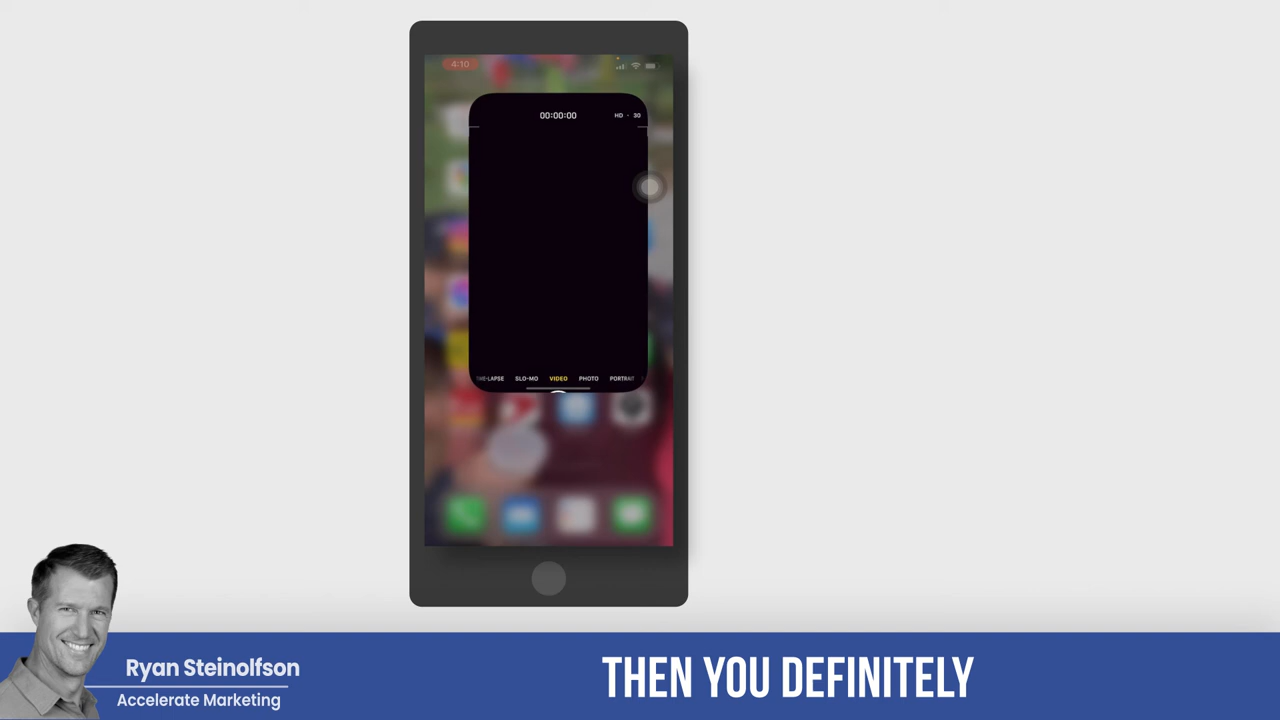 4:10
00:00:00
HD · 30
ME-LAPSE SLO-MO VIDEO PHOTO PORTRAIT
Ryan Steinolfson
Accelerate Marketing
THEN YOU DEFINITELY